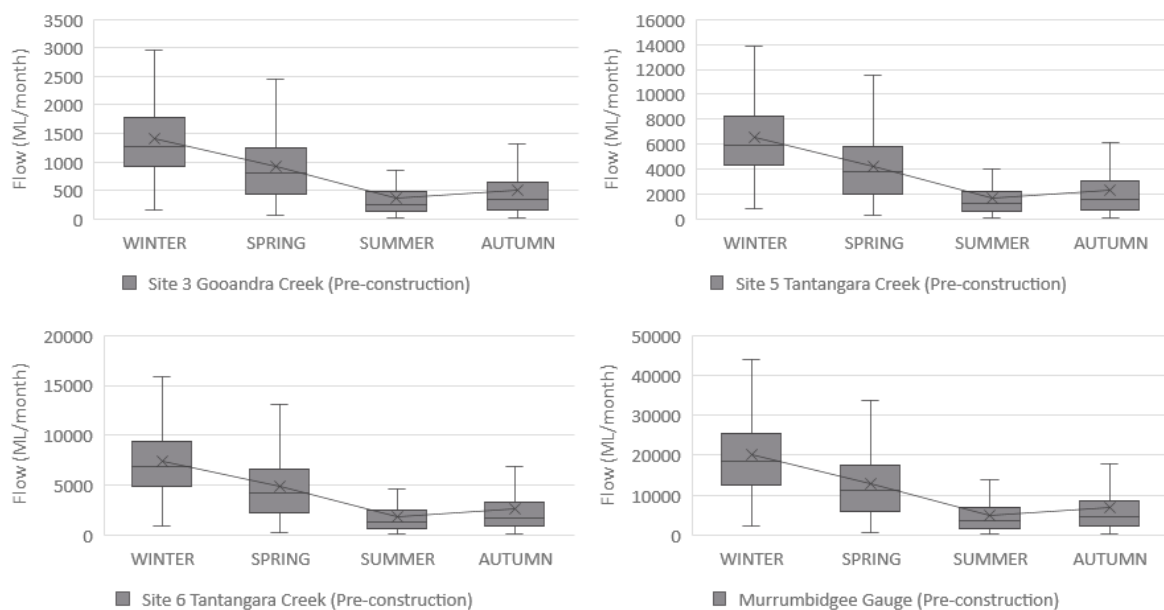 3500
3000
2500
2000
1500
1000
500
0
Flow (ML/month)
WINTER SPRING SUMMER AUTUMN
Site 3 Gooandra Creek (Pre-construction)
16000
14000
12000
10000
8000
6000
4000
2000
0
Flow (ML/month)
WINTER SPRING SUMMER AUTUMN
Site 5 Tantangara Creek (Pre-construction)
20000
15000
10000
5000
0
Flow (ML/month)
WINTER SPRING SUMMER AUTUMN
Site 6 Tantangara Creek (Pre-construction)
50000
40000
30000
20000
10000
0
Flow (ML/month)
WINTER SPRING SUMMER AUTUMN
Murrumbidgee Gauge (Pre-construction)